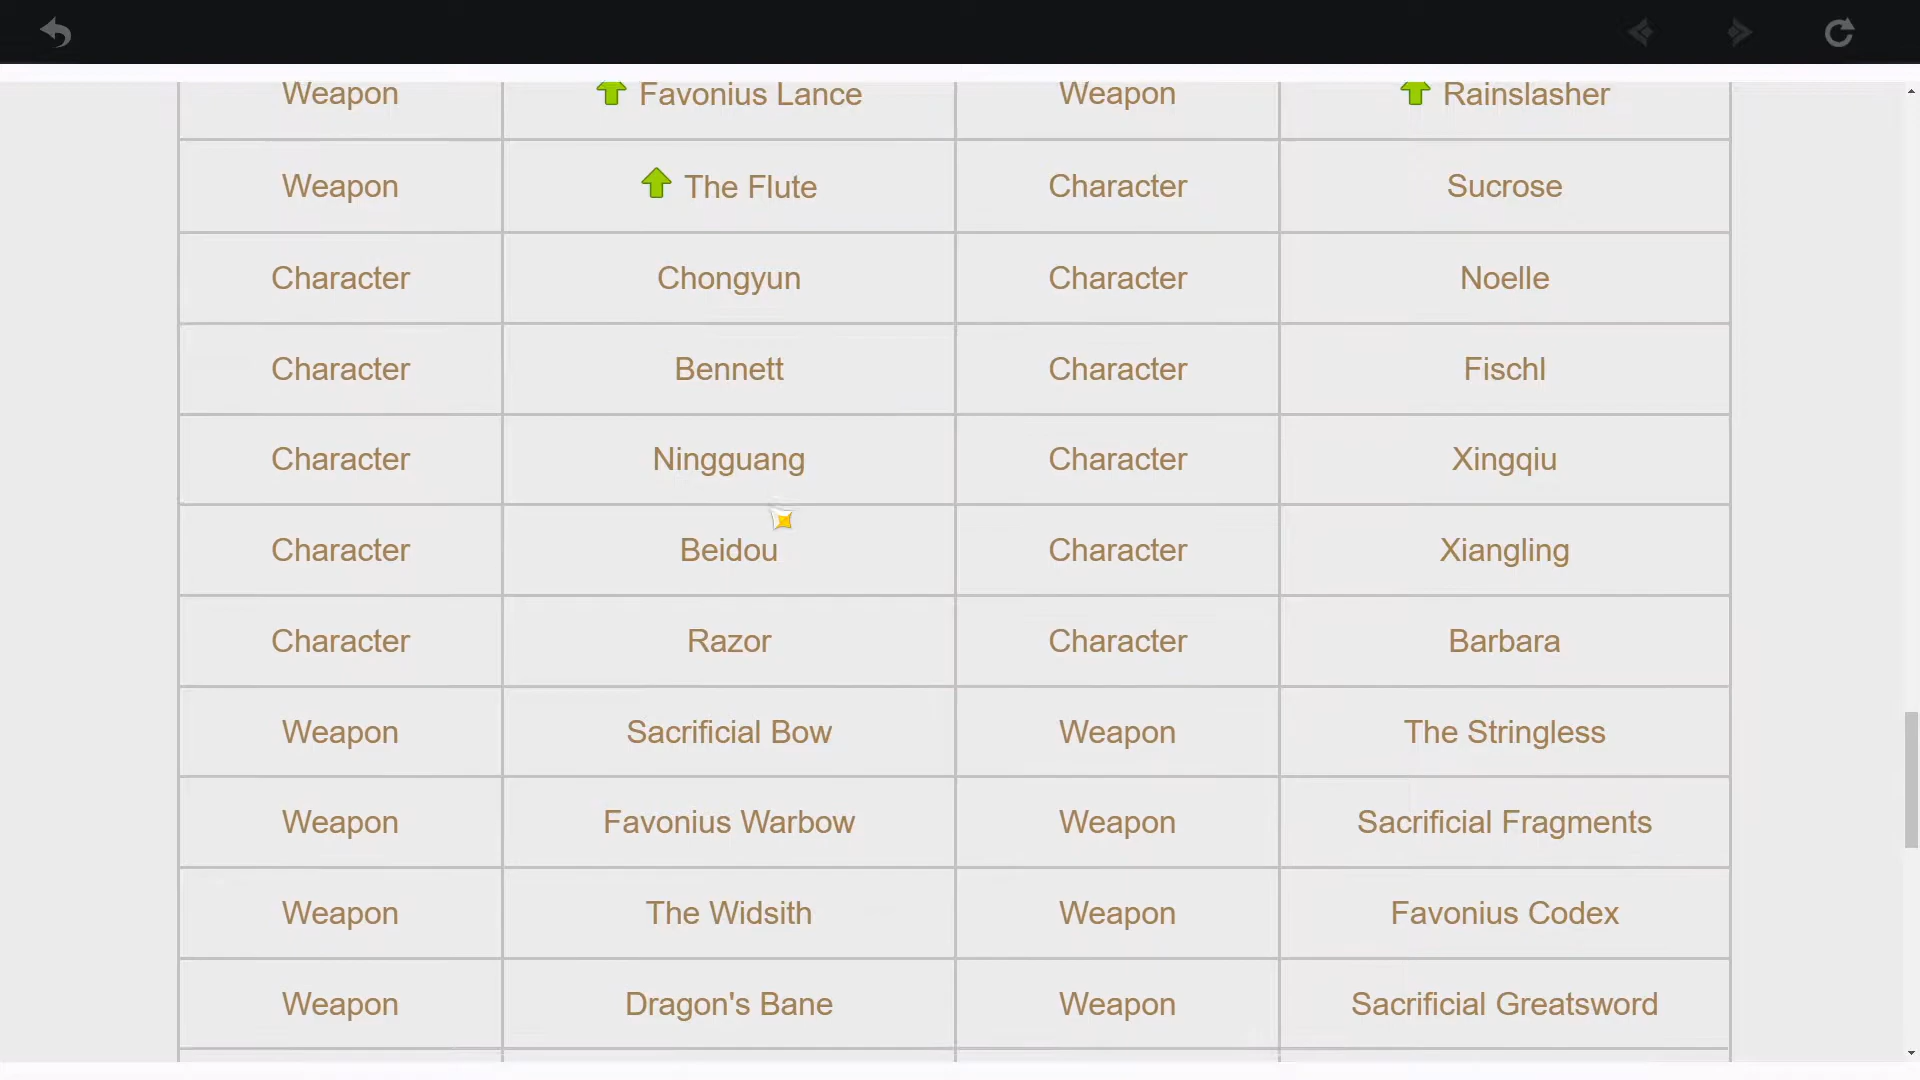 Weapon Favonius Lance Weapon Rainslasher
Weapon The Flute Character Sucrose
Character Chongyun Character Noelle
Character Bennett Character Fischl
Character Ningguang Character Xingqiu
Character Beidou Character Xiangling
Character Razor Character Barbara
Weapon Sacrificial Bow Weapon The Stringless
Weapon Favonius Warbow Weapon Sacrificial Fragments
Weapon The Widsith Weapon Favonius Codex
Weapon Dragon's Bane Weapon Sacrificial Greatsword